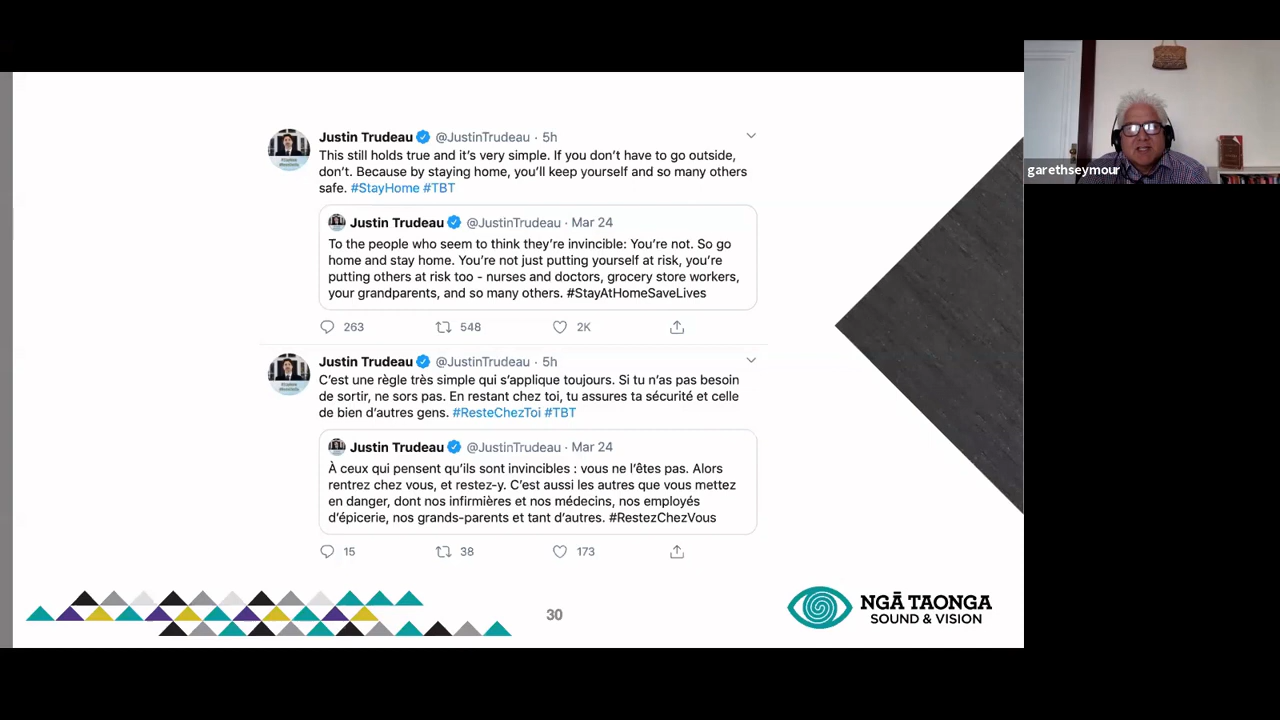 Justin Trudeau @JustinTrudeau · 5h
This still holds true and it's very simple. If you don't have to go outside,
don't. Because by staying home, you'll keep yourself and so many others
safe. #StayHome #TBT
Justin Trudeau @JustinTrudeau · Mar 24
To the people who seem to think they're invincible: You're not. So go
home and stay home. You're not just putting yourself at risk, you're
putting others at risk too - nurses and doctors, grocery store workers,
your grandparents, and so many others. #StayAtHomeSaveLives
263 548 2K
Justin Trudeau @JustinTrudeau · 5h
C'est une règle très simple qui s'applique toujours. Si tu n'as pas besoin
de sortir, ne sors pas. En restant chez toi, tu assures ta sécurité et celle
de bien d'autres gens. #ResteChezToi #TBT
Justin Trudeau @JustinTrudeau · Mar 24
À ceux qui pensent qu'ils sont invincibles : vous ne l'êtes pas. Alors
rentrez chez vous, et restez-y. C'est aussi les autres que vous mettez
en danger, dont nos infirmières et nos médecins, nos employés
d'épicerie, nos grands-parents et tant d'autres. #RestezChezVous
15 38 173
30
NGĀ TAONGA
SOUND & VISION
garethseymour